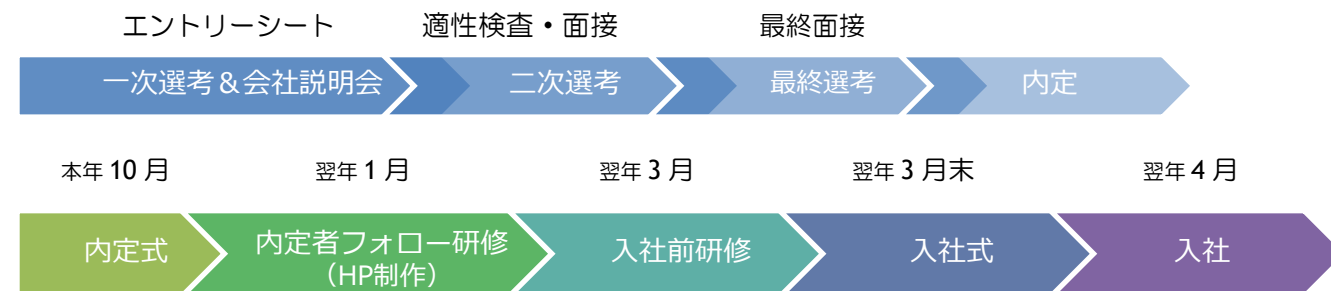 エントリーシート 適性検査・面接 最終面接
一次選考＆会社説明会 二次選考 最終選考 内定
本年 10 月 翌年 1 月 翌年 3 月 翌年 3 月末 翌年 4 月
内定式 内定者フォロー研修 入社前研修 入社式 入社
（HP制作）